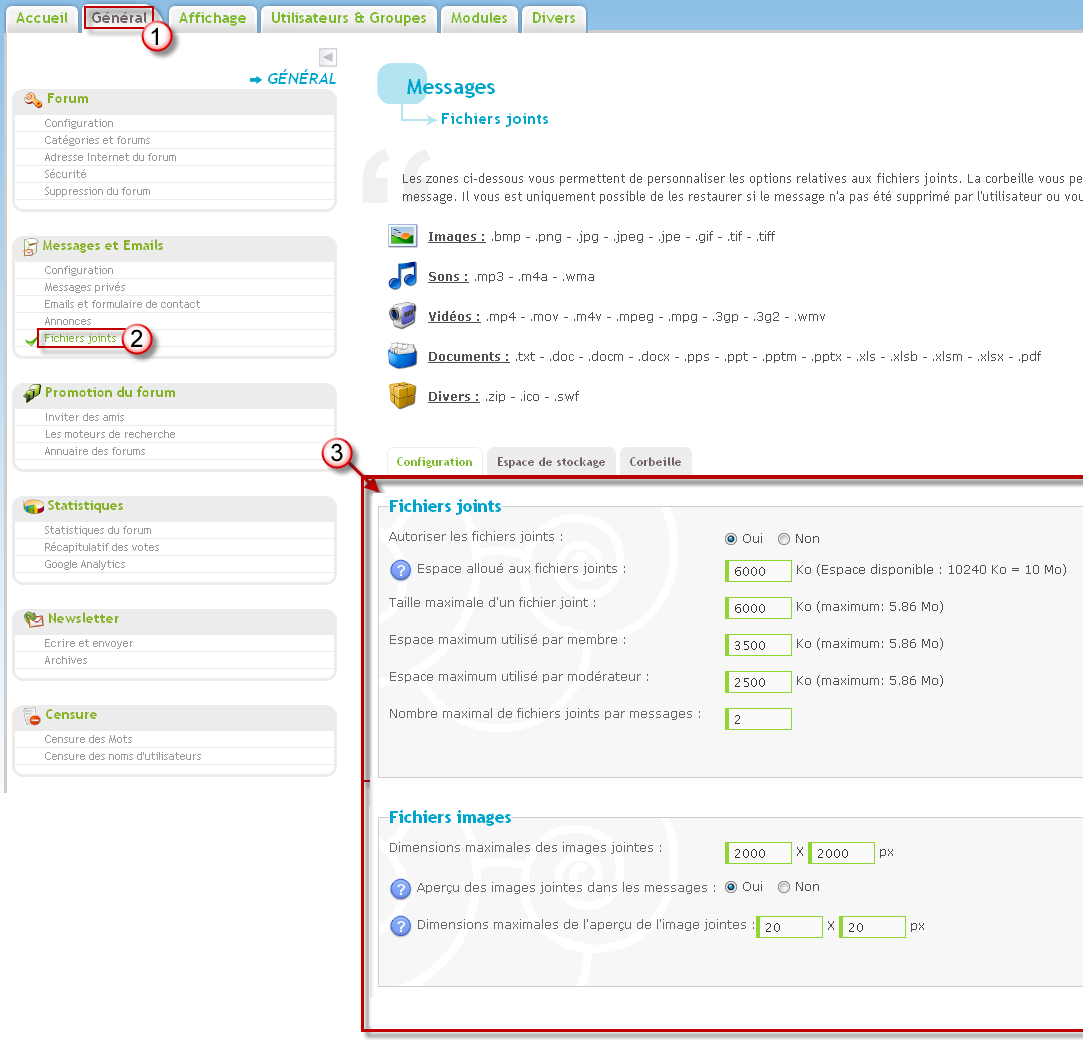 Accueil Général Affichage Utilisateurs & Groupes Modules Divers
1
GÉNÉRAL
Forum
Configuration
Catégories et forums
Adresse Internet du forum
Sécurité
Suppression du forum
Messages et Emails
Configuration
Messages privés
Emails et formulaire de contact
Annonces
Fichiers joints
2
Promotion du forum
Inviter des amis
Les moteurs de recherche
Annuaire des forums
Statistiques
Statistiques du forum
Récapitulatif des votes
Google Analytics
Newsletter
Ecrire et envoyer
Archives
Censure
Censure des Mots
Censure des noms d'utilisateurs
Messages
Fichiers joints
Les zones ci-dessous vous permettent de personnaliser les options relatives aux fichiers joints. La corbeille vous pe
message. Il vous est uniquement possible de les restaurer si le message n'a pas été supprimé par l'utilisateur ou vou
Images : .bmp - .png - .jpg - .jpeg - .jpe - .gif - .tif - .tiff
Sons : .mp3 - .m4a - .wma
Vidéos : .mp4 - .mov - .m4v - .mpeg - .mpg - .3gp - .3g2 - .wmv
Documents : .txt - .doc - .docm - .docx - .pps - .ppt - .pptm - .pptx - .xls - .xlsb - .xlsm - .xlsx - .pdf
Divers : .zip - .ico - .swf
3
Configuration Espace de stockage Corbeille
Fichiers joints
Autoriser les fichiers joints : Oui Non
? Espace alloué aux fichiers joints : 6000 Ko (Espace disponible : 10240 Ko = 10 Mo)
Taille maximale d'un fichier joint : 6000 Ko (maximum: 5.86 Mo)
Espace maximum utilisé par membre : 3500 Ko (maximum: 5.86 Mo)
Espace maximum utilisé par modérateur : 2500 Ko (maximum: 5.86 Mo)
Nombre maximal de fichiers joints par messages : 2
Fichiers images
Dimensions maximales des images jointes : 2000 X 2000 px
? Aperçu des images jointes dans les messages : Oui Non
? Dimensions maximales de l'aperçu de l'image jointes : 20 X 20 px